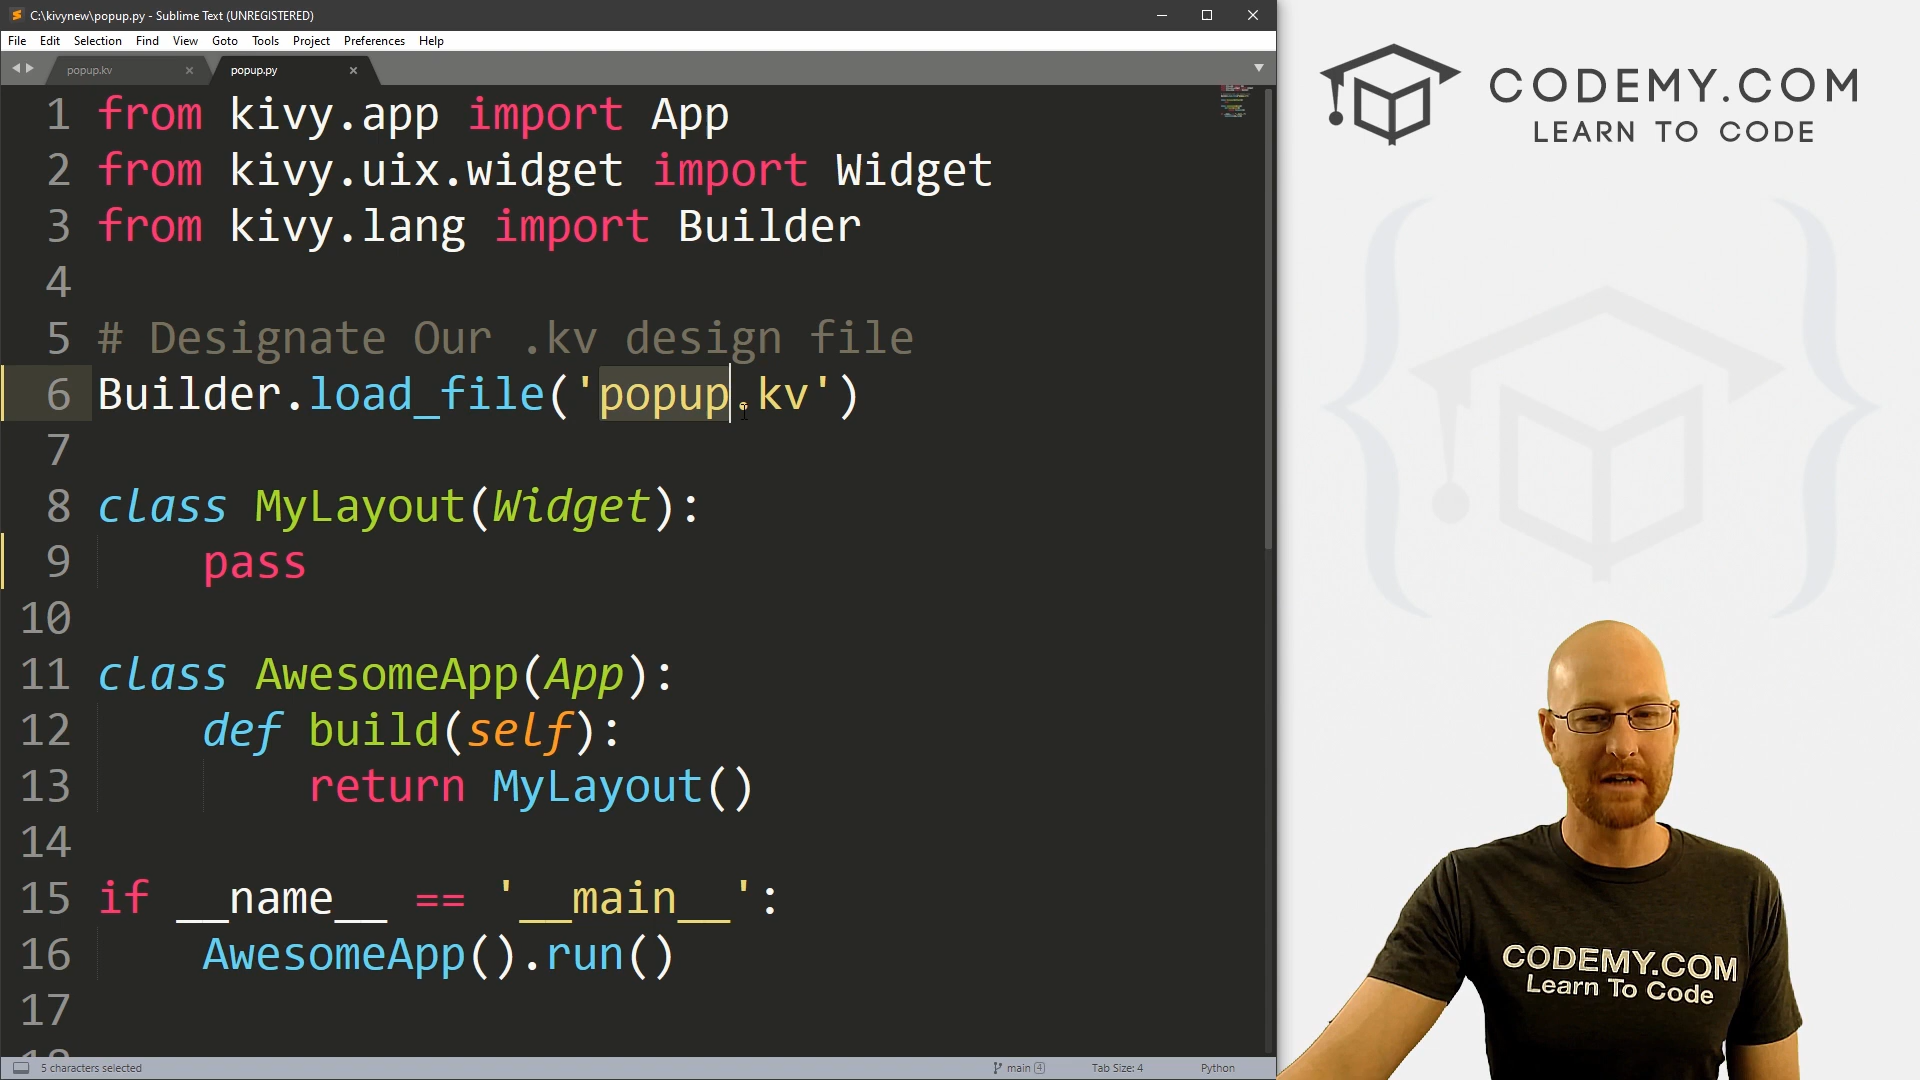 C:\kivynew\popup.py - Sublime Text (UNREGISTERED)
File Edit Selection Find View Goto Tools Project Preferences Help
popup.kv
popup.py
1 from kivy.app import App
2 from kivy.uix.widget import Widget
3 from kivy.lang import Builder
4
5 # Designate Our .kv design file
6 Builder.load_file('popup.kv')
7
8 class MyLayout(Widget):
9 pass
10
11 class AwesomeApp(App):
12 def build(self):
13 return MyLayout()
14
15 if __name__ == '__main__':
16 AwesomeApp().run()
17
18
5 characters selected
main 4
Tab Size: 4
Python
CODEMY.COM
LEARN TO CODE
CODEMY.COM
Learn To Code